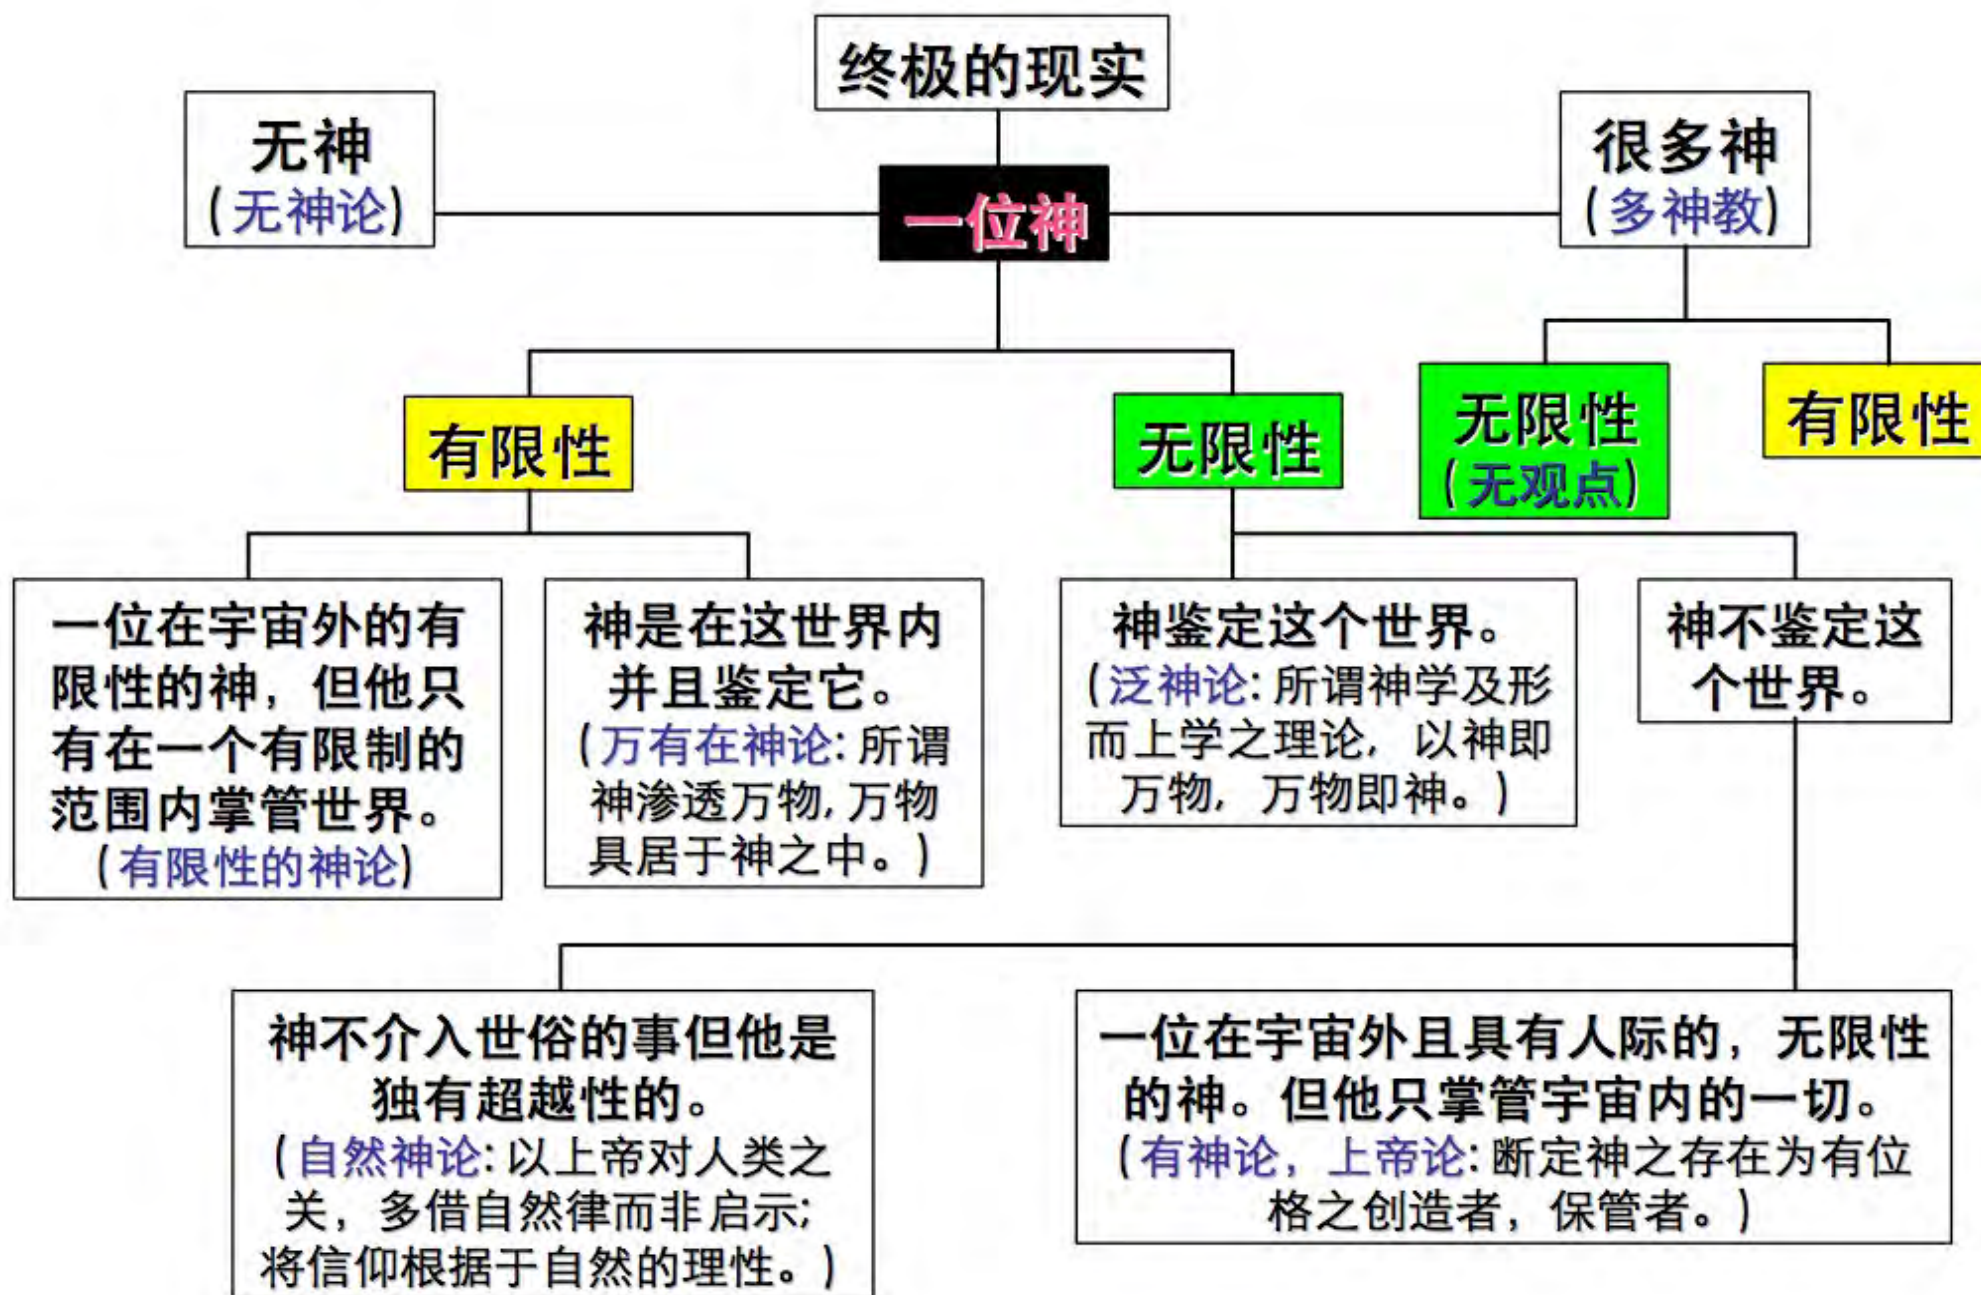 终极的现实
无神
(无神论)
一位神
很多神
(多神教)
有限性
无限性
无限性
(无观点)
有限性
一位在宇宙外的有
限性的神，但他只
有在一个有限制的
范围内掌管世界。
(有限性的神论)
神是在这世界内
并且鉴定它。
(万有在神论: 所谓
神渗透万物, 万物
具居于神之中。)
神鉴定这个世界。
(泛神论: 所谓神学及形
而上学之理论，以神即
万物，万物即神。)
神不鉴定这
个世界。
神不介入世俗的事但他是
独有超越性的。
(自然神论: 以上帝对人类之
关，多借自然律而非启示;
将信仰根据于自然的理性。)
一位在宇宙外且具有人际的，无限性
的神。但他只掌管宇宙内的一切。
(有神论，上帝论: 断定神之存在为有位
格之创造者，保管者。)